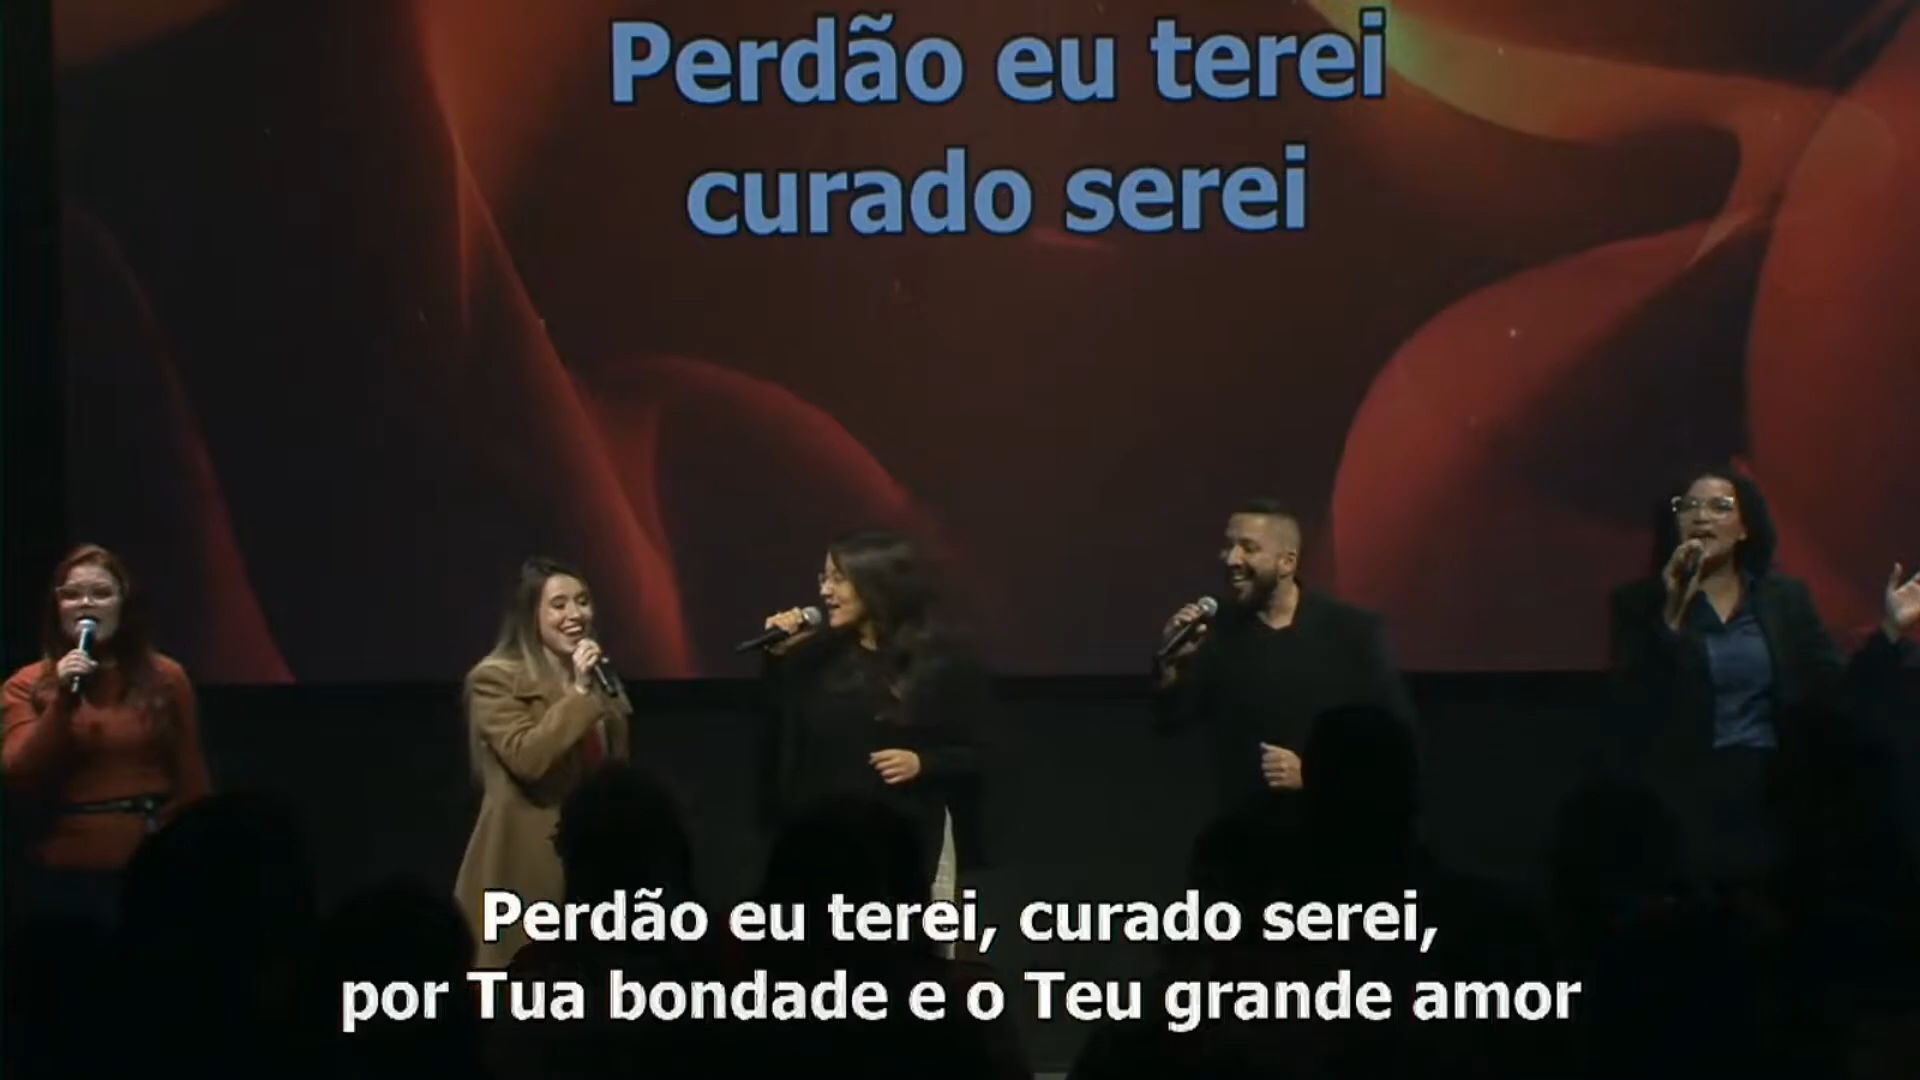 Perdão eu terei
curado serei
Perdão eu terei, curado serei,
por Tua bondade e o Teu grande amor